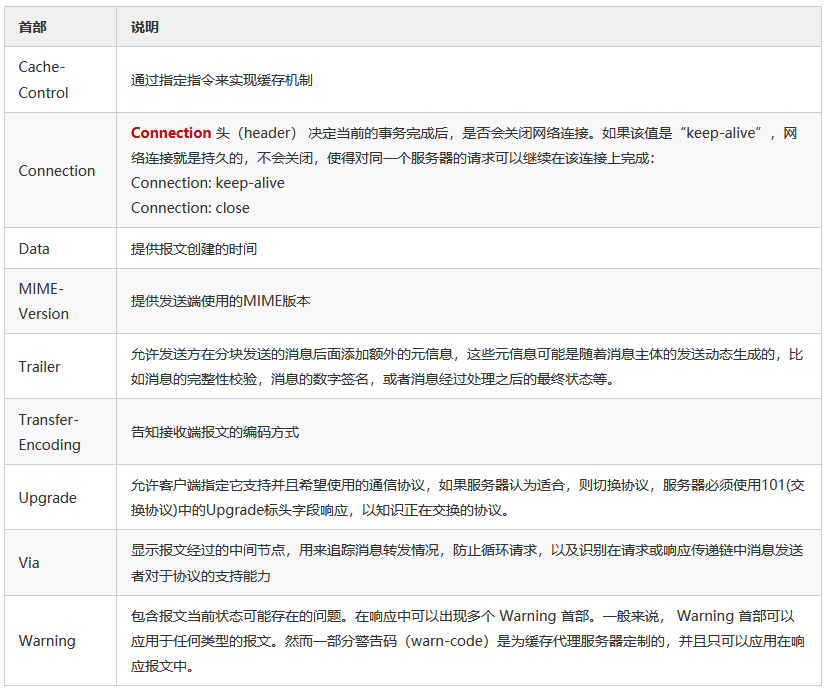 首部 说明
Cache-
Control
通过指定指令来实现缓存机制
Connection
Connection 头（header） 决定当前的事务完成后，是否会关闭网络连接。如果该值是“keep-alive”，网
络连接就是持久的，不会关闭，使得对同一个服务器的请求可以继续在该连接上完成：
Connection: keep-alive
Connection: close
Data 提供报文创建的时间
MIME-
Version
提供发送端使用的MIME版本
Trailer
允许发送方在分块发送的消息后面添加额外的元信息，这些元信息可能是随着消息主体的发送动态生成的，比
如消息的完整性校验，消息的数字签名，或者消息经过处理之后的最终状态等。
Transfer-
Encoding
告知接收端报文的编码方式
Upgrade
允许客户端指定它支持并且希望使用的通信协议，如果服务器认为适合，则切换协议，服务器必须使用101(交
换协议)中的Upgrade标头字段响应，以知识正在交换的协议。
Via
显示报文经过的中间节点，用来追踪消息转发情况，防止循环请求，以及识别在请求或响应传递链中消息发送
者对于协议的支持能力
Warning
包含报文当前状态可能存在的问题。在响应中可以出现多个 Warning 首部。一般来说， Warning 首部可以
应用于任何类型的报文。然而一部分警告码（warn-code）是为缓存代理服务器定制的，并且只可以应用在响
应报文中。